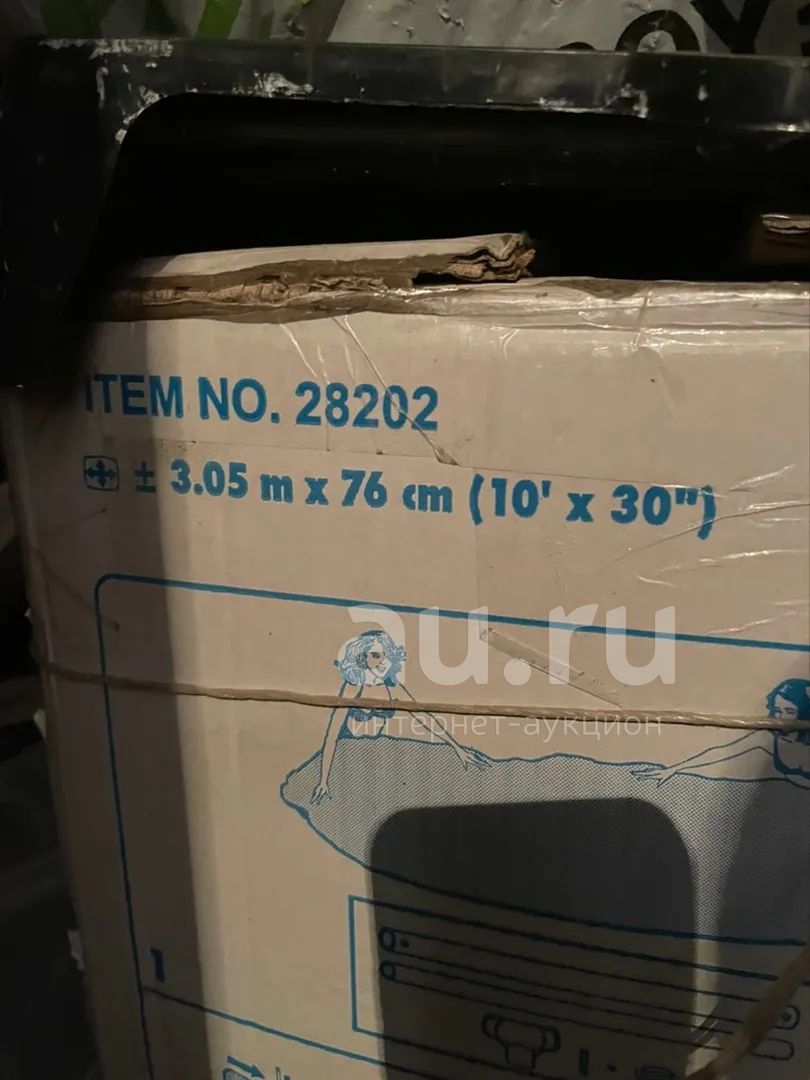 ITEM NO. 28202
± 3.05 m x 76 cm (10' x 30")
au.ru
интернет-аукцион
1